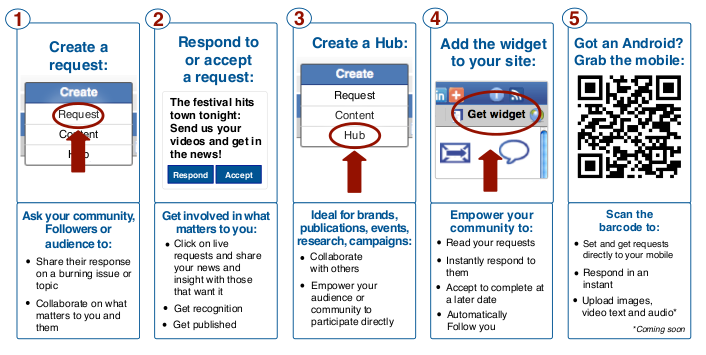 1
Create a
request:
Create
Request
Content
Hub
Ask your community,
Followers or
audience to:
• Share their response
on a burning issue or
topic
• Collaborate on what
matters to you and
them
2
Respond to
or accept
a request:
The festival hits
town tonight:
Send us your
videos and get in
the news!
Respond Accept
Get involved in what
matters to you:
• Click on live
requests and share
your news and
insight with those
that want it
• Get recognition
• Get published
3
Create a Hub:
Create
Request
Content
Hub
Ideal for brands,
publications, events,
research, campaigns:
• Collaborate
with others
• Empower your
audience or
community to
participate directly
4
Add the widget
to your site:
in
Get widget
Empower your
community to:
• Read your requests
• Instantly respond to
them
• Accept to complete at
a later date
• Automatically
Follow you
5
Got an Android?
Grab the mobile:
Scan the
barcode to:
• Set and get requests
directly to your mobile
• Respond in an
instant
• Upload images,
video text and audio*
*Coming soon